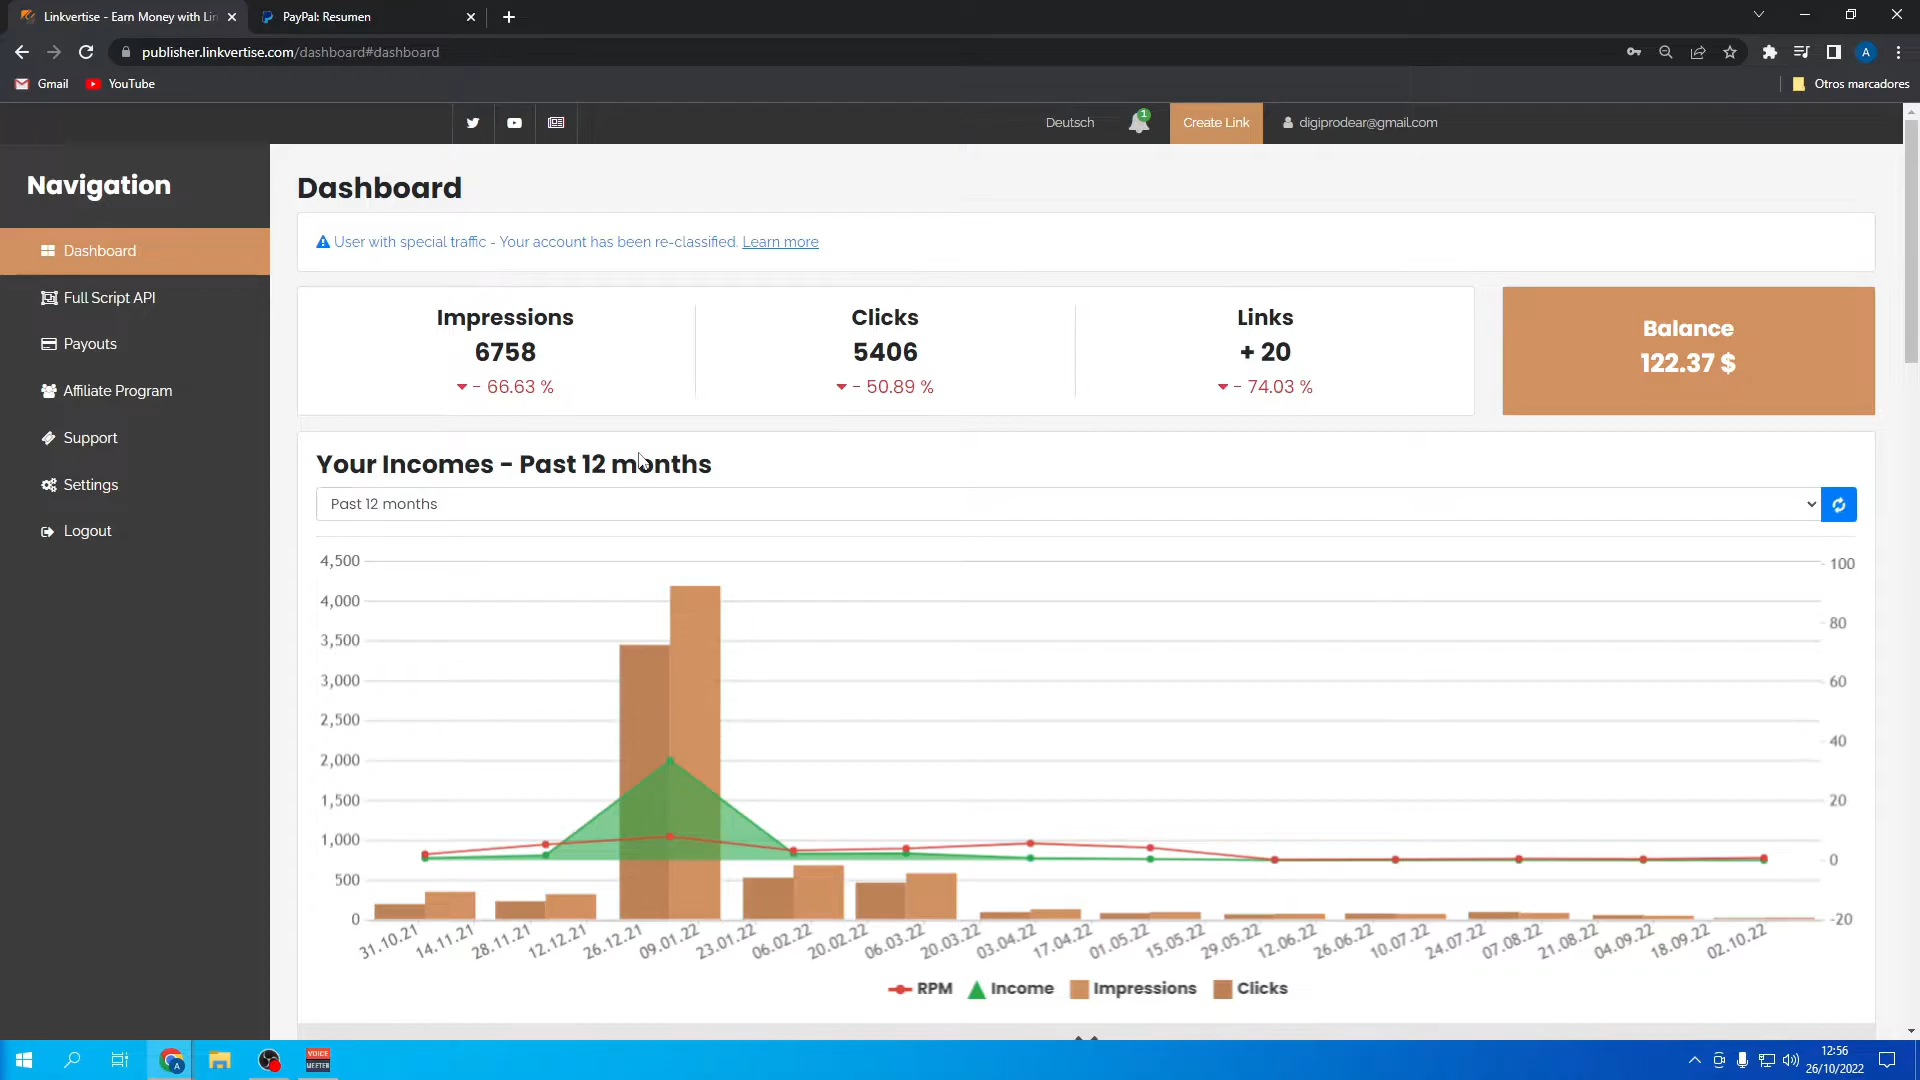 Linkvertise - Earn Money with Lin
PayPal: Resumen
publisher.linkvertise.com/dashboard#dashboard
A
Gmail
YouTube
Otros marcadores
Deutsch
1
Create Link
digiprodear@gmail.com
Navigation
Dashboard
Full Script API
Payouts
Affiliate Program
Support
Settings
Logout
Dashboard
User with special traffic - Your account has been re-classified. Learn more
Impressions
6758
- 66.63 %
Clicks
5406
- 50.89 %
Links
+ 20
- 74.03 %
Balance
122.37 $
Your Incomes - Past 12 months
Past 12 months
4,500
4,000
3,500
3,000
2,500
2,000
1,500
1,000
500
0
100
80
60
40
20
0
-20
31.10.21
14.11.21
28.11.21
12.12.21
26.12.21
09.01.22
23.01.22
06.02.22
20.02.22
06.03.22
20.03.22
03.04.22
17.04.22
01.05.22
15.05.22
29.05.22
12.06.22
26.06.22
10.07.22
24.07.22
07.08.22
21.08.22
04.09.22
18.09.22
02.10.22
RPM
Income
Impressions
Clicks
A
VOICE
MEETER
12:56
26/10/2022